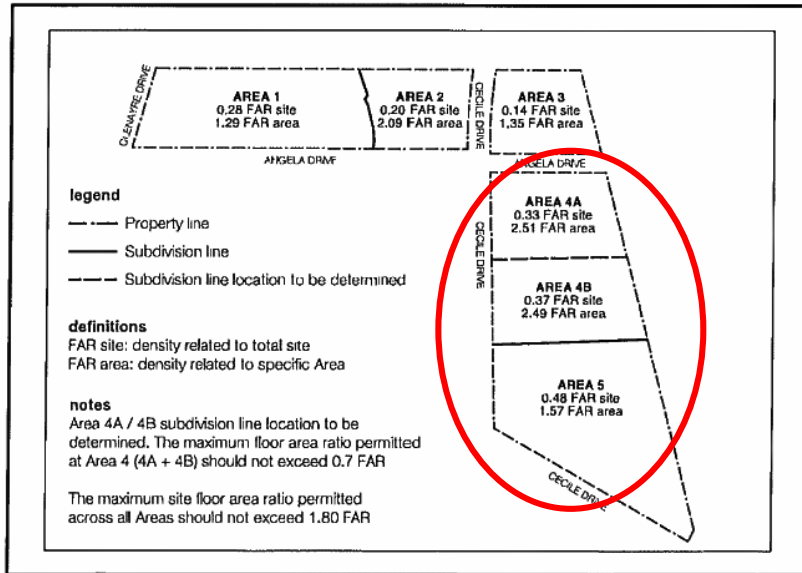 GLENAYRE DRIVE
AREA 1
0.28 FAR site
1.29 FAR area
AREA 2
0.20 FAR site
2.09 FAR area
CECILE DRIVE
AREA 3
0.14 FAR site
1.35 FAR area
ANGELA DRIVE
ANGELA DRIVE
AREA 4A
0.33 FAR site
2.51 FAR area
CECILE DRIVE
AREA 4B
0.37 FAR site
2.49 FAR area
AREA 5
0.48 FAR site
1.57 FAR area
CECILE DRIVE
legend
Property line
Subdivision line
Subdivision line location to be determined
definitions
FAR site: density related to total site
FAR area: density related to specific Area
notes
Area 4A / 4B subdivision line location to be
determined. The maximum floor area ratio permitted
at Area 4 (4A + 4B) should not exceed 0.7 FAR
The maximum site floor area ratio permitted
across all Areas should not exceed 1.80 FAR